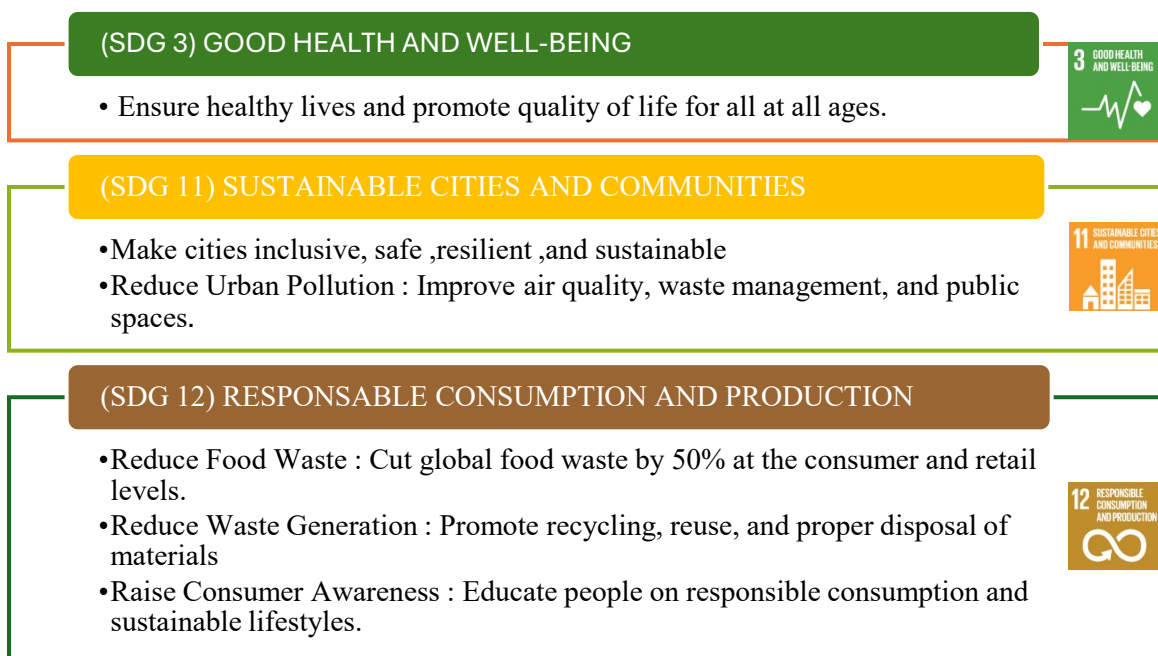 (SDG 3) GOOD HEALTH AND WELL-BEING
3 GOOD HEALTH
AND WELL-BEING
• Ensure healthy lives and promote quality of life for all at all ages.
(SDG 11) SUSTAINABLE CITIES AND COMMUNITIES
•Make cities inclusive, safe ,resilient ,and sustainable
11 SUSTAINABLE CITIE
AND COMMUNITIES
•Reduce Urban Pollution : Improve air quality, waste management, and public
spaces.
(SDG 12) RESPONSABLE CONSUMPTION AND PRODUCTION
•Reduce Food Waste : Cut global food waste by 50% at the consumer and retail
levels.
12 RESPONSIBLE
CONSUMPTION
AND PRODUCTION
•Reduce Waste Generation : Promote recycling, reuse, and proper disposal of
materials
•Raise Consumer Awareness : Educate people on responsible consumption and
sustainable lifestyles.